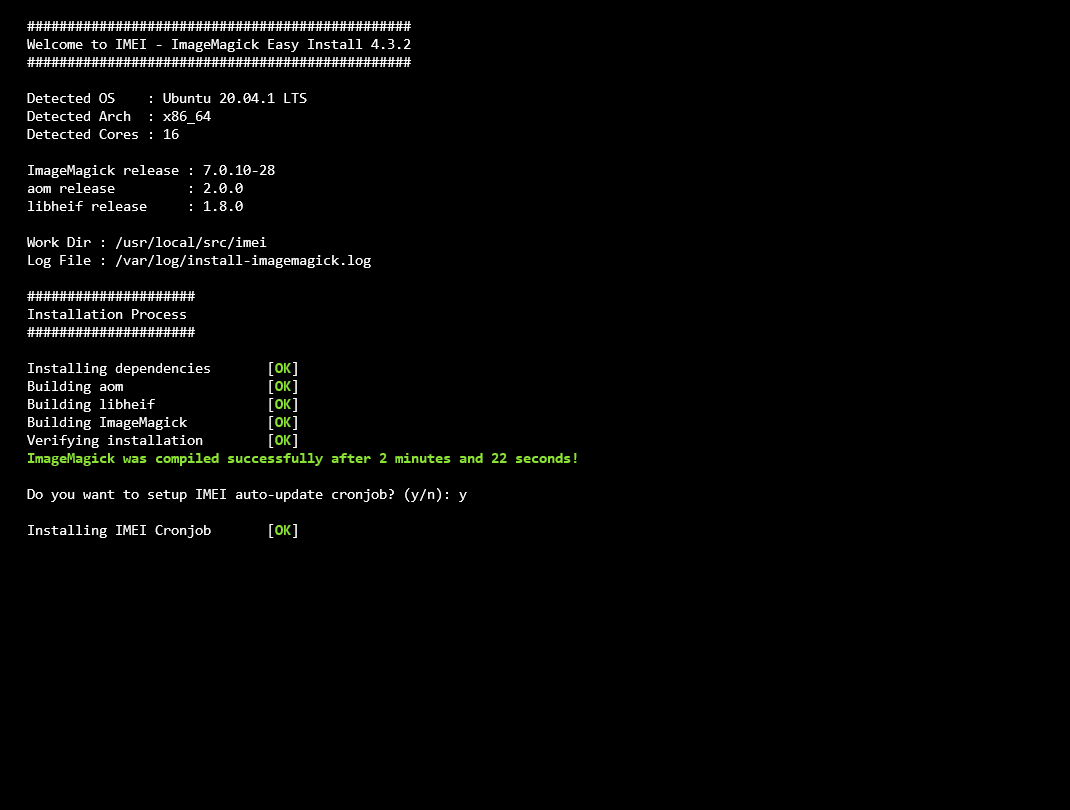 ################################################
Welcome to IMEI - ImageMagick Easy Install 4.3.2
################################################
Detected OS    : Ubuntu 20.04.1 LTS
Detected Arch  : x86_64
Detected Cores : 16
ImageMagick release : 7.0.10-28
aom release         : 2.0.0
libheif release     : 1.8.0
Work Dir : /usr/local/src/imei
Log File : /var/log/install-imagemagick.log
#####################
Installation Process
#####################
Installing dependencies       [OK]
Building aom                  [OK]
Building libheif              [OK]
Building ImageMagick          [OK]
Verifying installation        [OK]
ImageMagick was compiled successfully after 2 minutes and 22 seconds!
Do you want to setup IMEI auto-update cronjob? (y/n): y
Installing IMEI Cronjob       [OK]